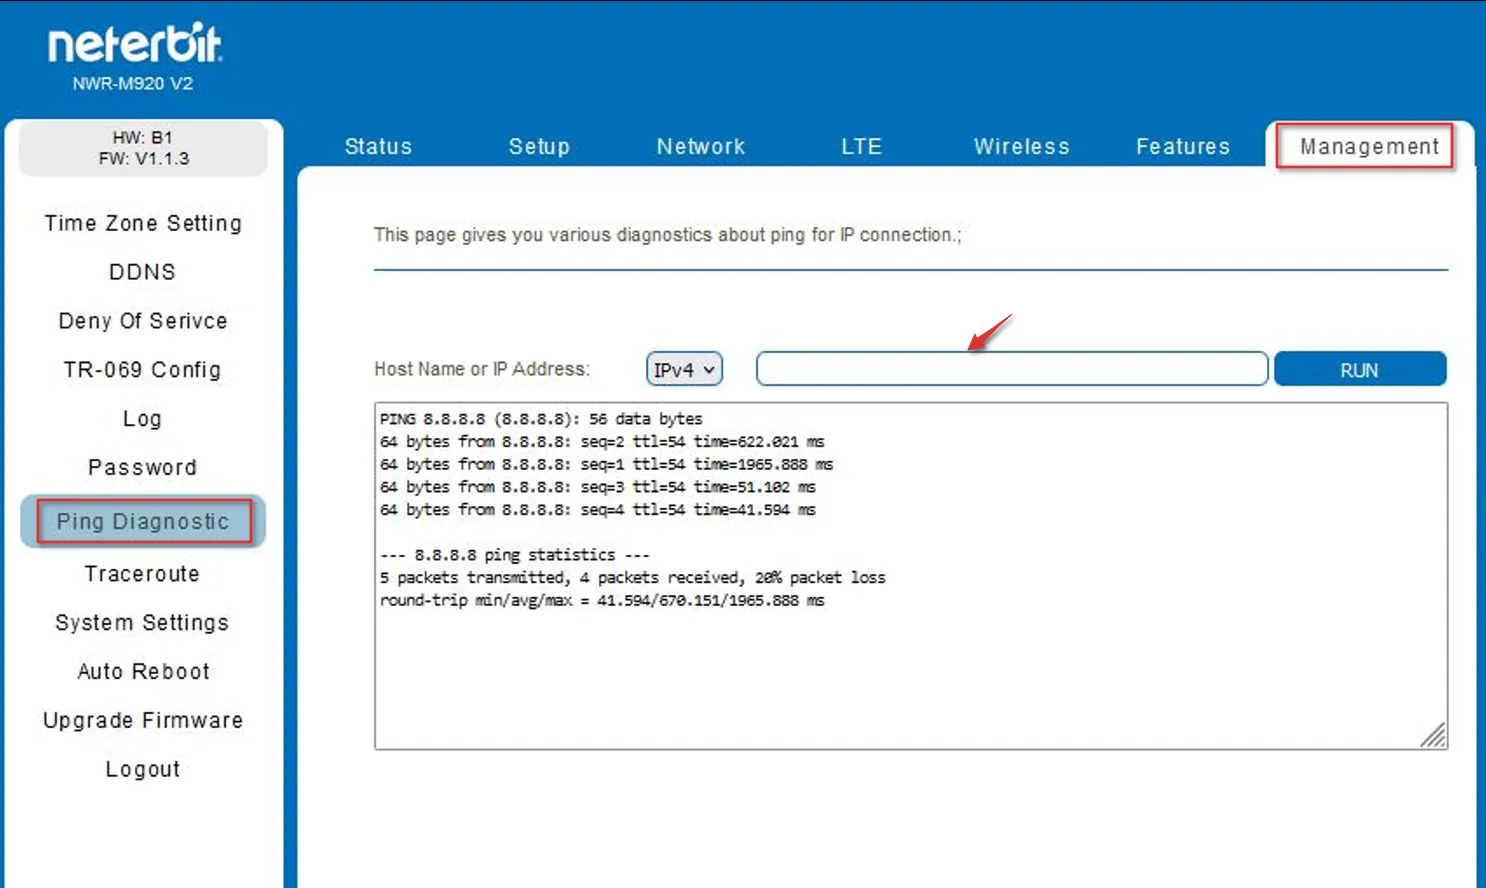 neterbit
NWR-M920 V2
HW: B1
FW: V1.1.3
Status Setup Network LTE Wireless Features Management
Time Zone Setting
DDNS
Deny Of Serivce
TR-069 Config
Log
Password
Ping Diagnostic
Traceroute
System Settings
Auto Reboot
Upgrade Firmware
Logout
This page gives you various diagnostics about ping for IP connection.;
Host Name or IP Address: IPv4 RUN
PING 8.8.8.8 (8.8.8.8): 56 data bytes
64 bytes from 8.8.8.8: seq=2 ttl=54 time=622.021 ms
64 bytes from 8.8.8.8: seq=1 ttl=54 time=1965.888 ms
64 bytes from 8.8.8.8: seq=3 ttl=54 time=51.102 ms
64 bytes from 8.8.8.8: seq=4 ttl=54 time=41.594 ms
--- 8.8.8.8 ping statistics ---
5 packets transmitted, 4 packets received, 20% packet loss
round-trip min/avg/max = 41.594/670.151/1965.888 ms